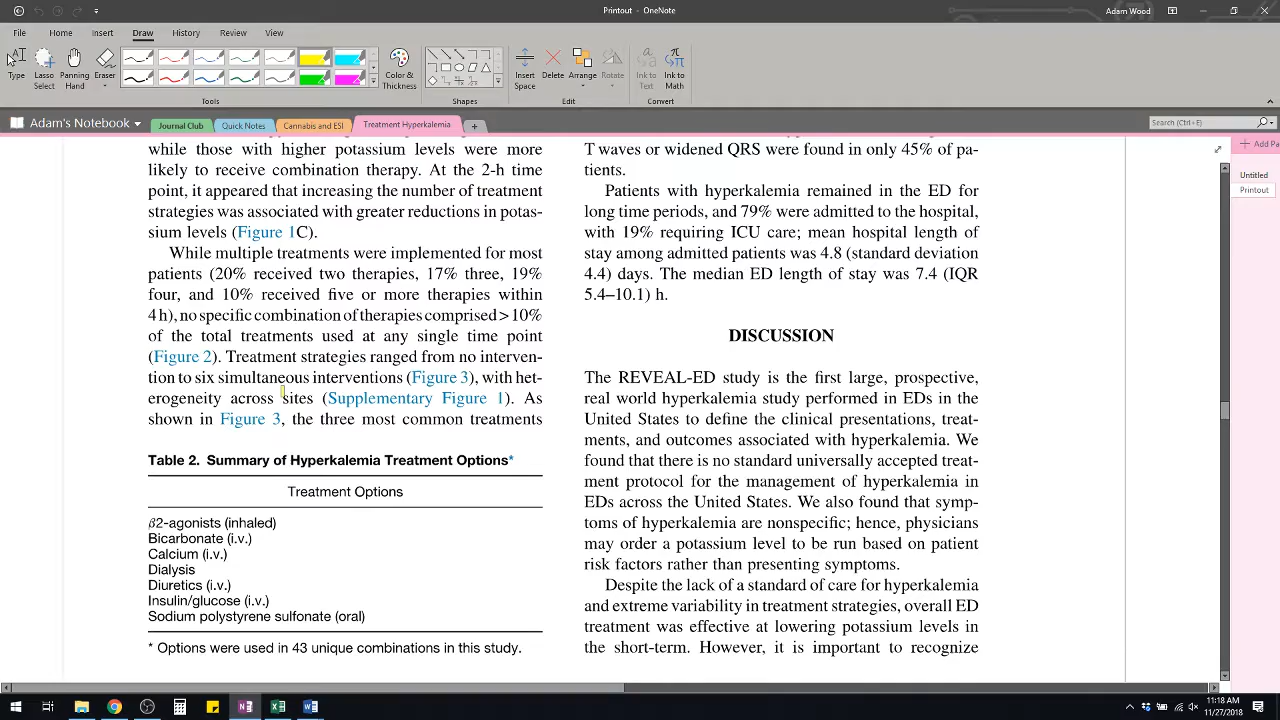 Printout - OneNote
Adam Wood
File Home Insert Draw History Review View
Type
Lasso Select
Panning Hand
Eraser
Color & Thickness
Insert Space
Delete
Arrange
Rotate
Ink to Text
Ink to Math
Tools
Shapes
Edit
Convert
Adam's Notebook
Journal Club
Quick Notes
Cannabis and ESI
Treatment Hyperkalemia
Search (Ctrl+E)
Add Pa
Untitled
Printout
while those with higher potassium levels were more
likely to receive combination therapy. At the 2-h time
point, it appeared that increasing the number of treatment
strategies was associated with greater reductions in potas-
sium levels (Figure 1C).
While multiple treatments were implemented for most
patients (20% received two therapies, 17% three, 19%
four, and 10% received five or more therapies within
4 h), no specific combination of therapies comprised > 10%
of the total treatments used at any single time point
(Figure 2). Treatment strategies ranged from no interven-
tion to six simultaneous interventions (Figure 3), with het-
erogeneity across sites (Supplementary Figure 1). As
shown in Figure 3, the three most common treatments
Table 2. Summary of Hyperkalemia Treatment Options*
Treatment Options
β2-agonists (inhaled)
Bicarbonate (i.v.)
Calcium (i.v.)
Dialysis
Diuretics (i.v.)
Insulin/glucose (i.v.)
Sodium polystyrene sulfonate (oral)
* Options were used in 43 unique combinations in this study.
T waves or widened QRS were found in only 45% of pa-
tients.
Patients with hyperkalemia remained in the ED for
long time periods, and 79% were admitted to the hospital,
with 19% requiring ICU care; mean hospital length of
stay among admitted patients was 4.8 (standard deviation
4.4) days. The median ED length of stay was 7.4 (IQR
5.4–10.1) h.
DISCUSSION
The REVEAL-ED study is the first large, prospective,
real world hyperkalemia study performed in EDs in the
United States to define the clinical presentations, treat-
ments, and outcomes associated with hyperkalemia. We
found that there is no standard universally accepted treat-
ment protocol for the management of hyperkalemia in
EDs across the United States. We also found that symp-
toms of hyperkalemia are nonspecific; hence, physicians
may order a potassium level to be run based on patient
risk factors rather than presenting symptoms.
Despite the lack of a standard of care for hyperkalemia
and extreme variability in treatment strategies, overall ED
treatment was effective at lowering potassium levels in
the short-term. However, it is important to recognize
11:18 AM
11/27/2018